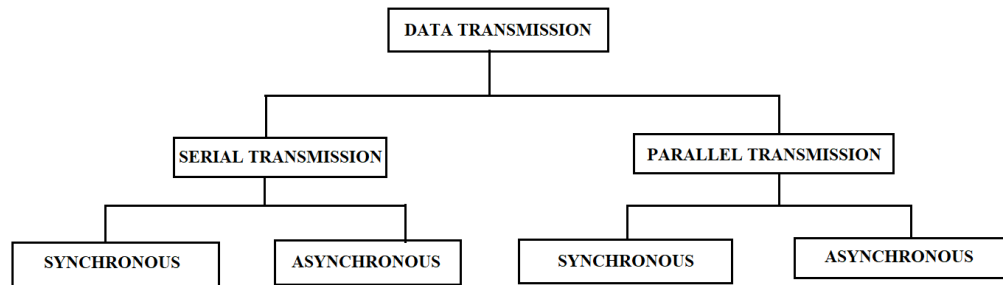 DATA TRANSMISSION
SERIAL TRANSMISSION
PARALLEL TRANSMISSION
SYNCHRONOUS
ASYNCHRONOUS
SYNCHRONOUS
ASYNCHRONOUS